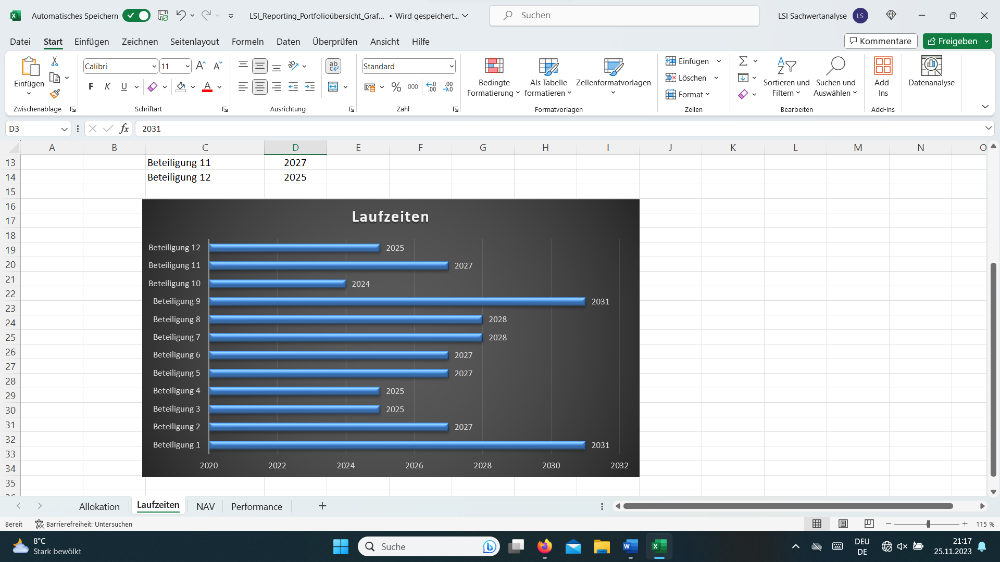 Automatisches Speichern
LSI_Reporting_Portfolioübersicht_Graf... • Wird gespeichert...
Suchen
LSI Sachwertanalyse
LS
Datei Start Einfügen Zeichnen Seitenlayout Formeln Daten Überprüfen Ansicht Hilfe
Kommentare
Freigeben
Einfügen
Zwischenablage
Calibri
11
F K U
Schriftart
ab
Ausrichtung
Standard
% 000
Zahl
Bedingte
Formatierung
Als Tabelle
formatieren
Zellenformatvorlagen
Formatvorlagen
Einfügen
Löschen
Format
Zellen
Sortieren und
Filtern
Suchen und
Auswählen
Bearbeiten
Add-
Ins
Add-Ins
Datenanalyse
D3
fx
2031
A B C D E F G H I J K L M N O
13 Beteiligung 11 2027
14 Beteiligung 12 2025
15
16
17
18
19
20
21
22
23
24
25
26
27
28
29
30
31
32
33
34
35
Laufzeiten
Beteiligung 12 2025
Beteiligung 11 2027
Beteiligung 10 2024
Beteiligung 9 2031
Beteiligung 8 2028
Beteiligung 7 2028
Beteiligung 6 2027
Beteiligung 5 2027
Beteiligung 4 2025
Beteiligung 3 2025
Beteiligung 2 2027
Beteiligung 1 2031
2020 2022 2024 2026 2028 2030 2032
Allokation Laufzeiten NAV Performance
Bereit
Barrierefreiheit: Untersuchen
115 %
8°C
Stark bewölkt
Suche
DEU
DE
21:17
25.11.2023